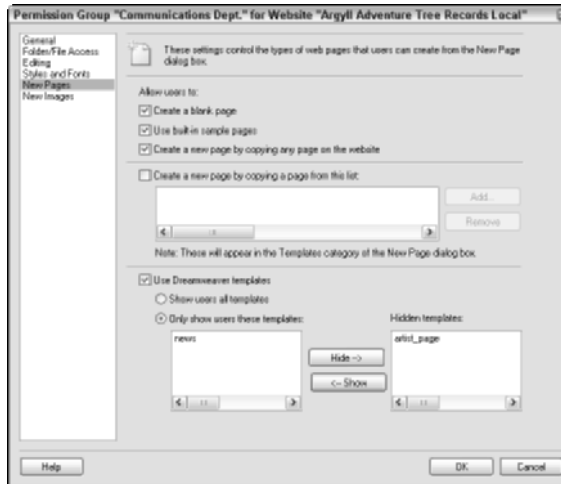 Permission Group "Communications Dept." for Website "Argyll Adventure Tree Records Local"
General
Folder/File Access
Editing
Styles and Fonts
New Pages
New Images
These settings control the types of web pages that users can create from the New Page
dialog box.
Allow users to:
Create a blank page
Use built-in sample pages
Create a new page by copying any page on the website
Create a new page by copying a page from this list:
Add...
Remove
Note: These will appear in the Templates category of the New Page dialog box.
Use Dreamweaver templates
Show users all templates
Only show users these templates:
Hidden templates:
news
artist_page
Hide -->
<-- Show
Help
OK
Cancel